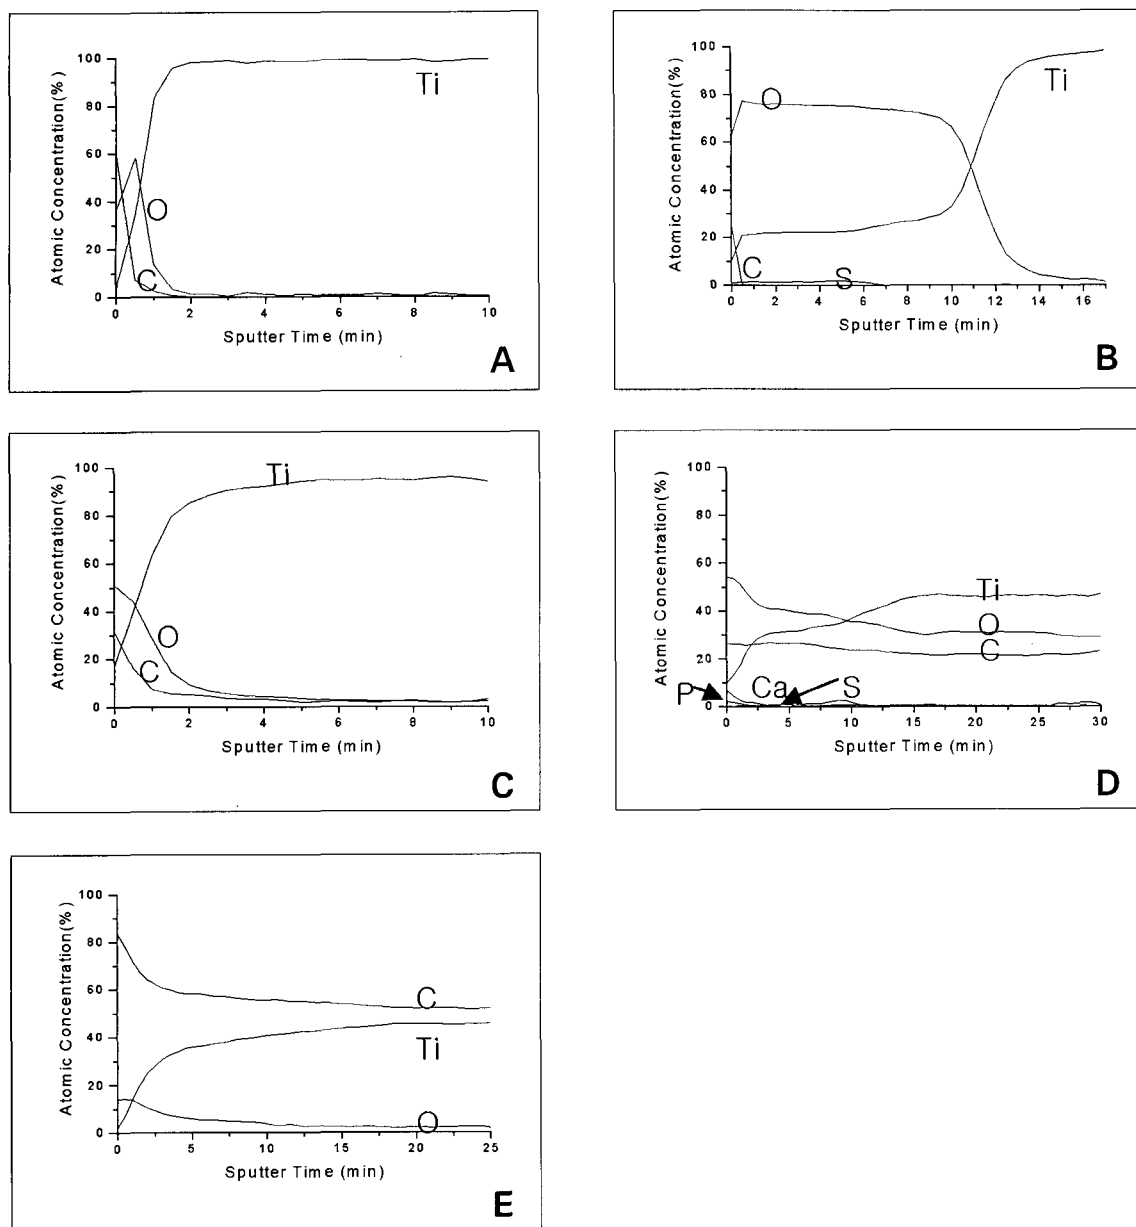 Atomic Concentration(%)
100
80
60
40
20
0
Ti
O
C
0 2 4 6 8 10
Sputter Time (min)
A
Atomic Concentration(%)
100
80
60
40
20
0
O
Ti
C
S
0 2 4 6 8 10 12 14 16
Sputter Time (min)
B
Atomic Concentration(%)
100
80
60
40
20
0
Ti
O
C
0 2 4 6 8 10
Sputter Time (min)
C
Atomic Concentration(%)
100
80
60
40
20
0
Ti
O
C
P
Ca
S
0 5 10 15 20 25 30
Sputter Time (min)
D
Atomic Concentration(%)
100
80
60
40
20
0
C
Ti
O
0 5 10 15 20 25
Sputter Time (min)
E